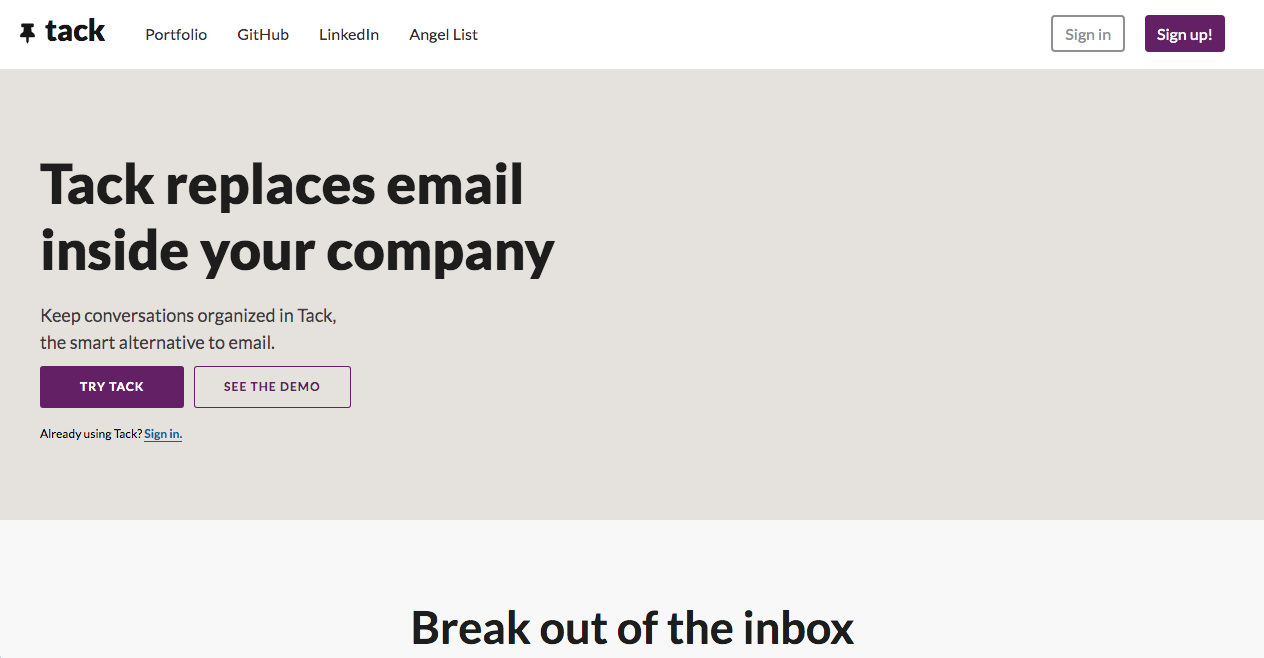 tack
Portfolio GitHub LinkedIn Angel List
Sign in Sign up!
Tack replaces email
inside your company
Keep conversations organized in Tack,
the smart alternative to email.
TRY TACK SEE THE DEMO
Already using Tack? Sign in.
Break out of the inbox